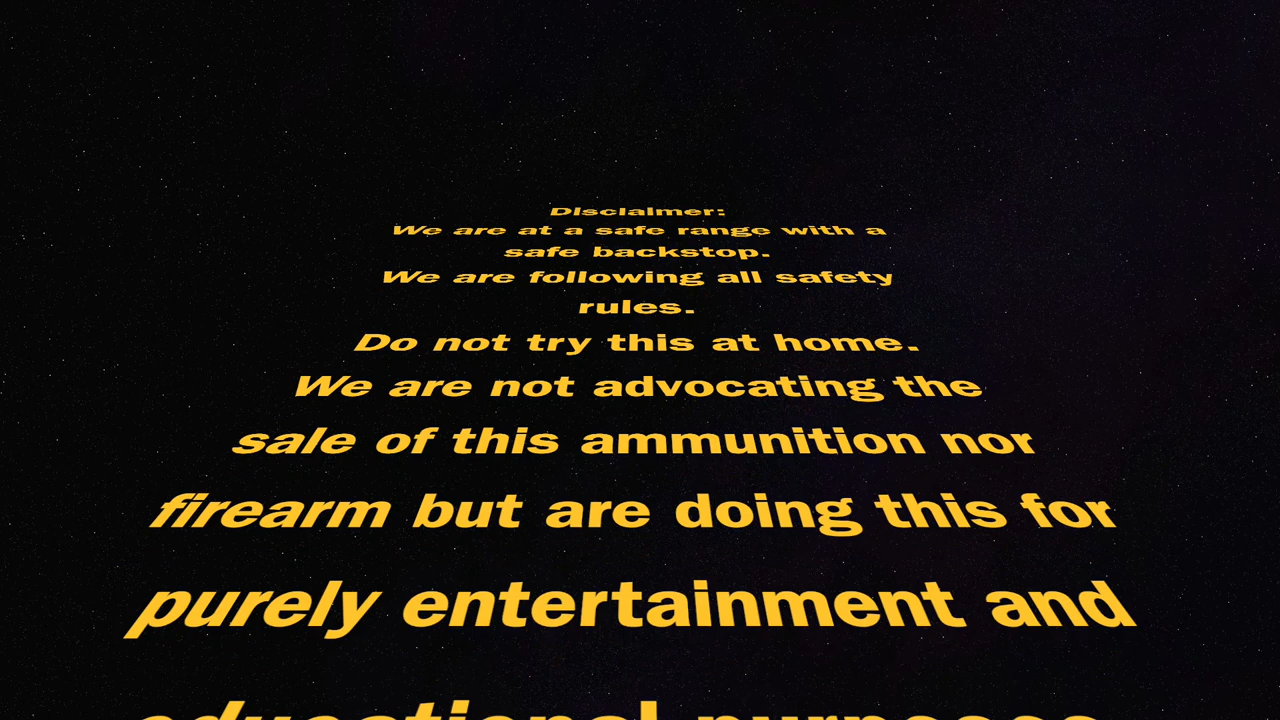 Disclaimer:
We are at a safe range with a
safe backstop.
We are following all safety
rules.
Do not try this at home.
We are not advocating the
sale of this ammunition nor
firearm but are doing this for
purely entertainment and
educational purposes